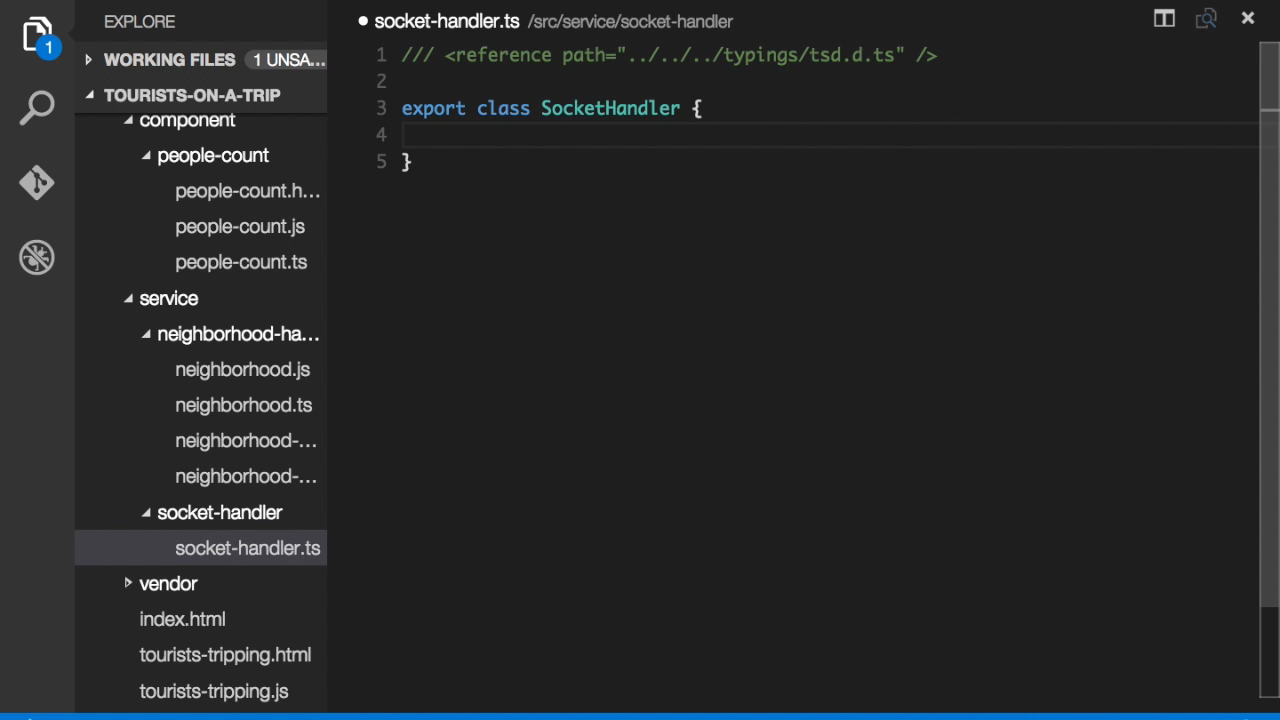 EXPLORE
WORKING FILES 1 UNSA...
TOURISTS-ON-A-TRIP
component
people-count
people-count.h...
people-count.js
people-count.ts
service
neighborhood-ha...
neighborhood.js
neighborhood.ts
neighborhood-...
neighborhood-...
socket-handler
socket-handler.ts
vendor
index.html
tourists-tripping.html
tourists-tripping.js
1
socket-handler.ts /src/service/socket-handler
1 /// <reference path="../../../typings/tsd.d.ts" />
2
3 export class SocketHandler {
4
5 }